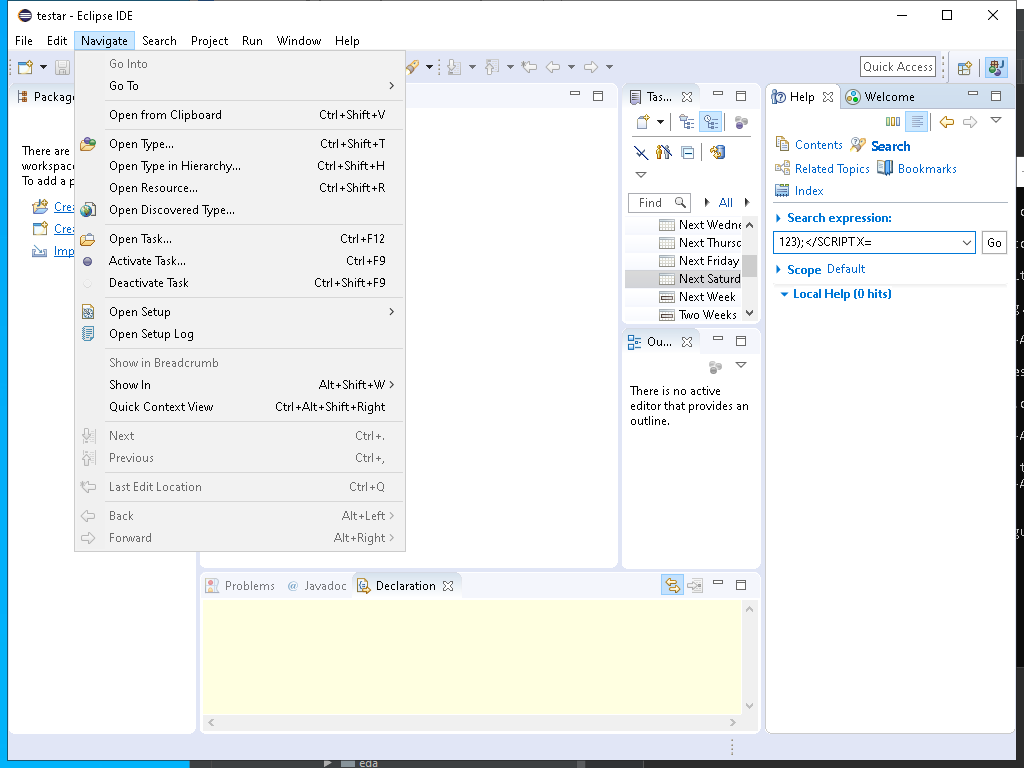 testar - Eclipse IDE
File Edit Navigate Search Project Run Window Help
Quick Access
Go Into
Go To
Open from Clipboard Ctrl+Shift+V
Open Type... Ctrl+Shift+T
Open Type in Hierarchy... Ctrl+Shift+H
Open Resource... Ctrl+Shift+R
Open Discovered Type...
Open Task... Ctrl+F12
Activate Task... Ctrl+F9
Deactivate Task Ctrl+Shift+F9
Open Setup
Open Setup Log
Show in Breadcrumb
Show In Alt+Shift+W
Quick Context View Ctrl+Alt+Shift+Right
Next Ctrl+.
Previous Ctrl+,
Last Edit Location Ctrl+Q
Back Alt+Left
Forward Alt+Right
Packag
There are
workspac
To add a p
Crea
Crea
Imp
Tas...
Find All
Next Wedne
Next Thursd
Next Friday
Next Saturd
Next Week
Two Weeks
Ou...
There is no active
editor that provides an
outline.
Help Welcome
Contents Search
Related Topics Bookmarks
Index
Search expression:
123);</SCRIPT X=
Go
Scope Default
Local Help (0 hits)
Problems @ Javadoc Declaration
eda